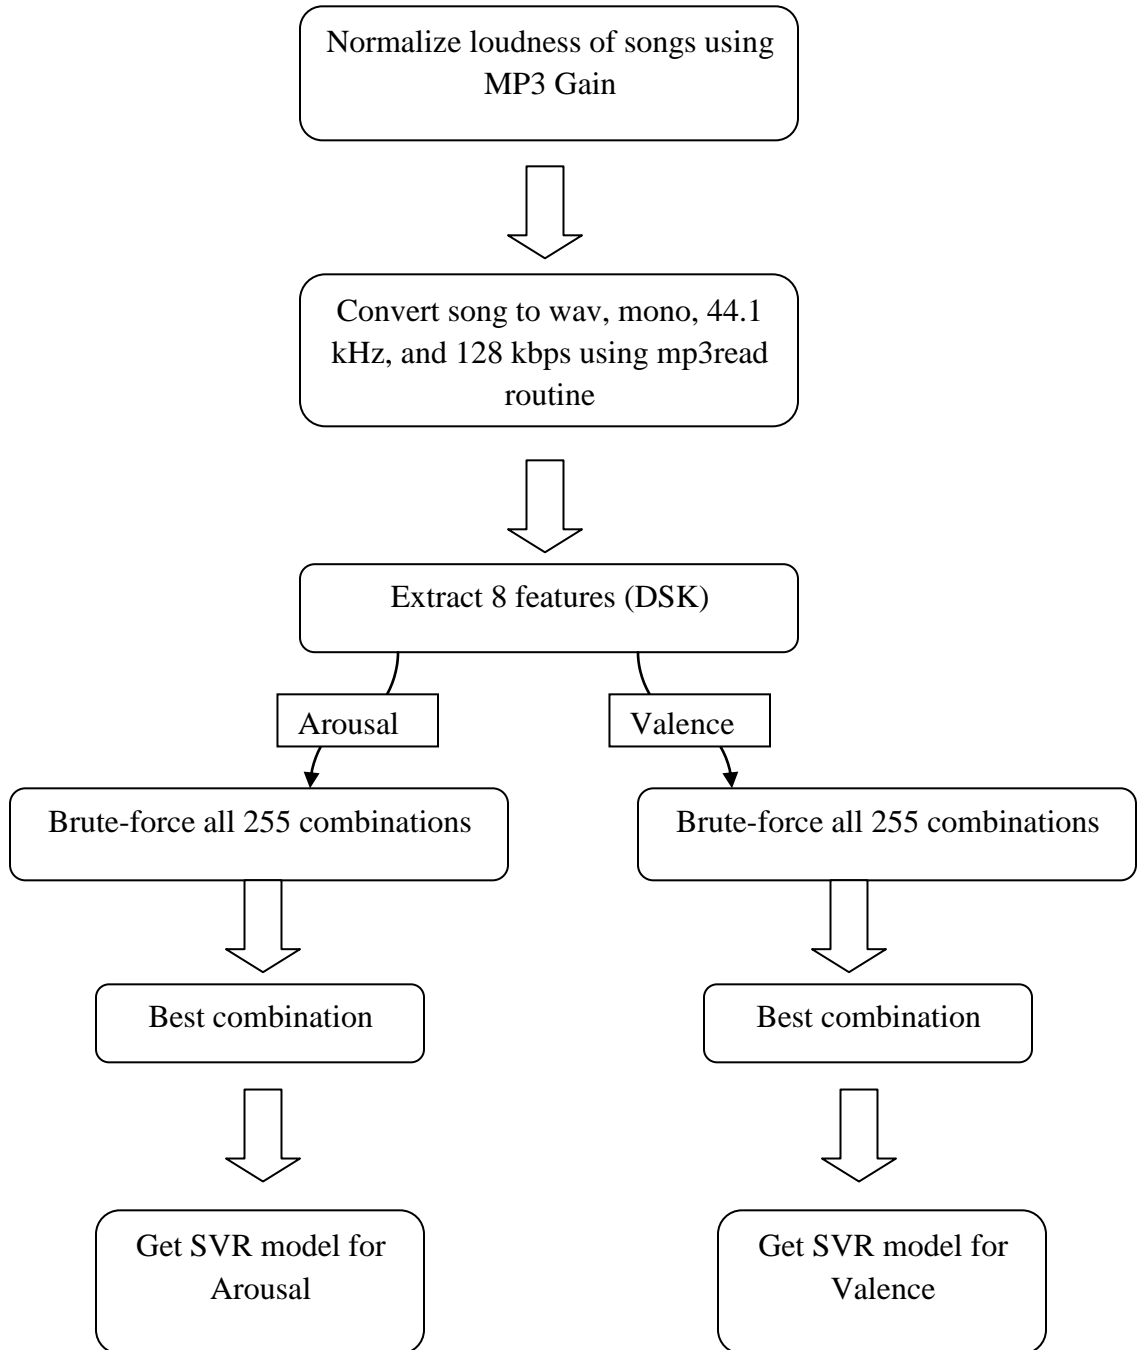 Normalize loudness of songs using
MP3 Gain
Convert song to wav, mono, 44.1
kHz, and 128 kbps using mp3read
routine
Extract 8 features (DSK)
Arousal
Valence
Brute-force all 255 combinations
Brute-force all 255 combinations
Best combination
Best combination
Get SVR model for
Arousal
Get SVR model for
Valence